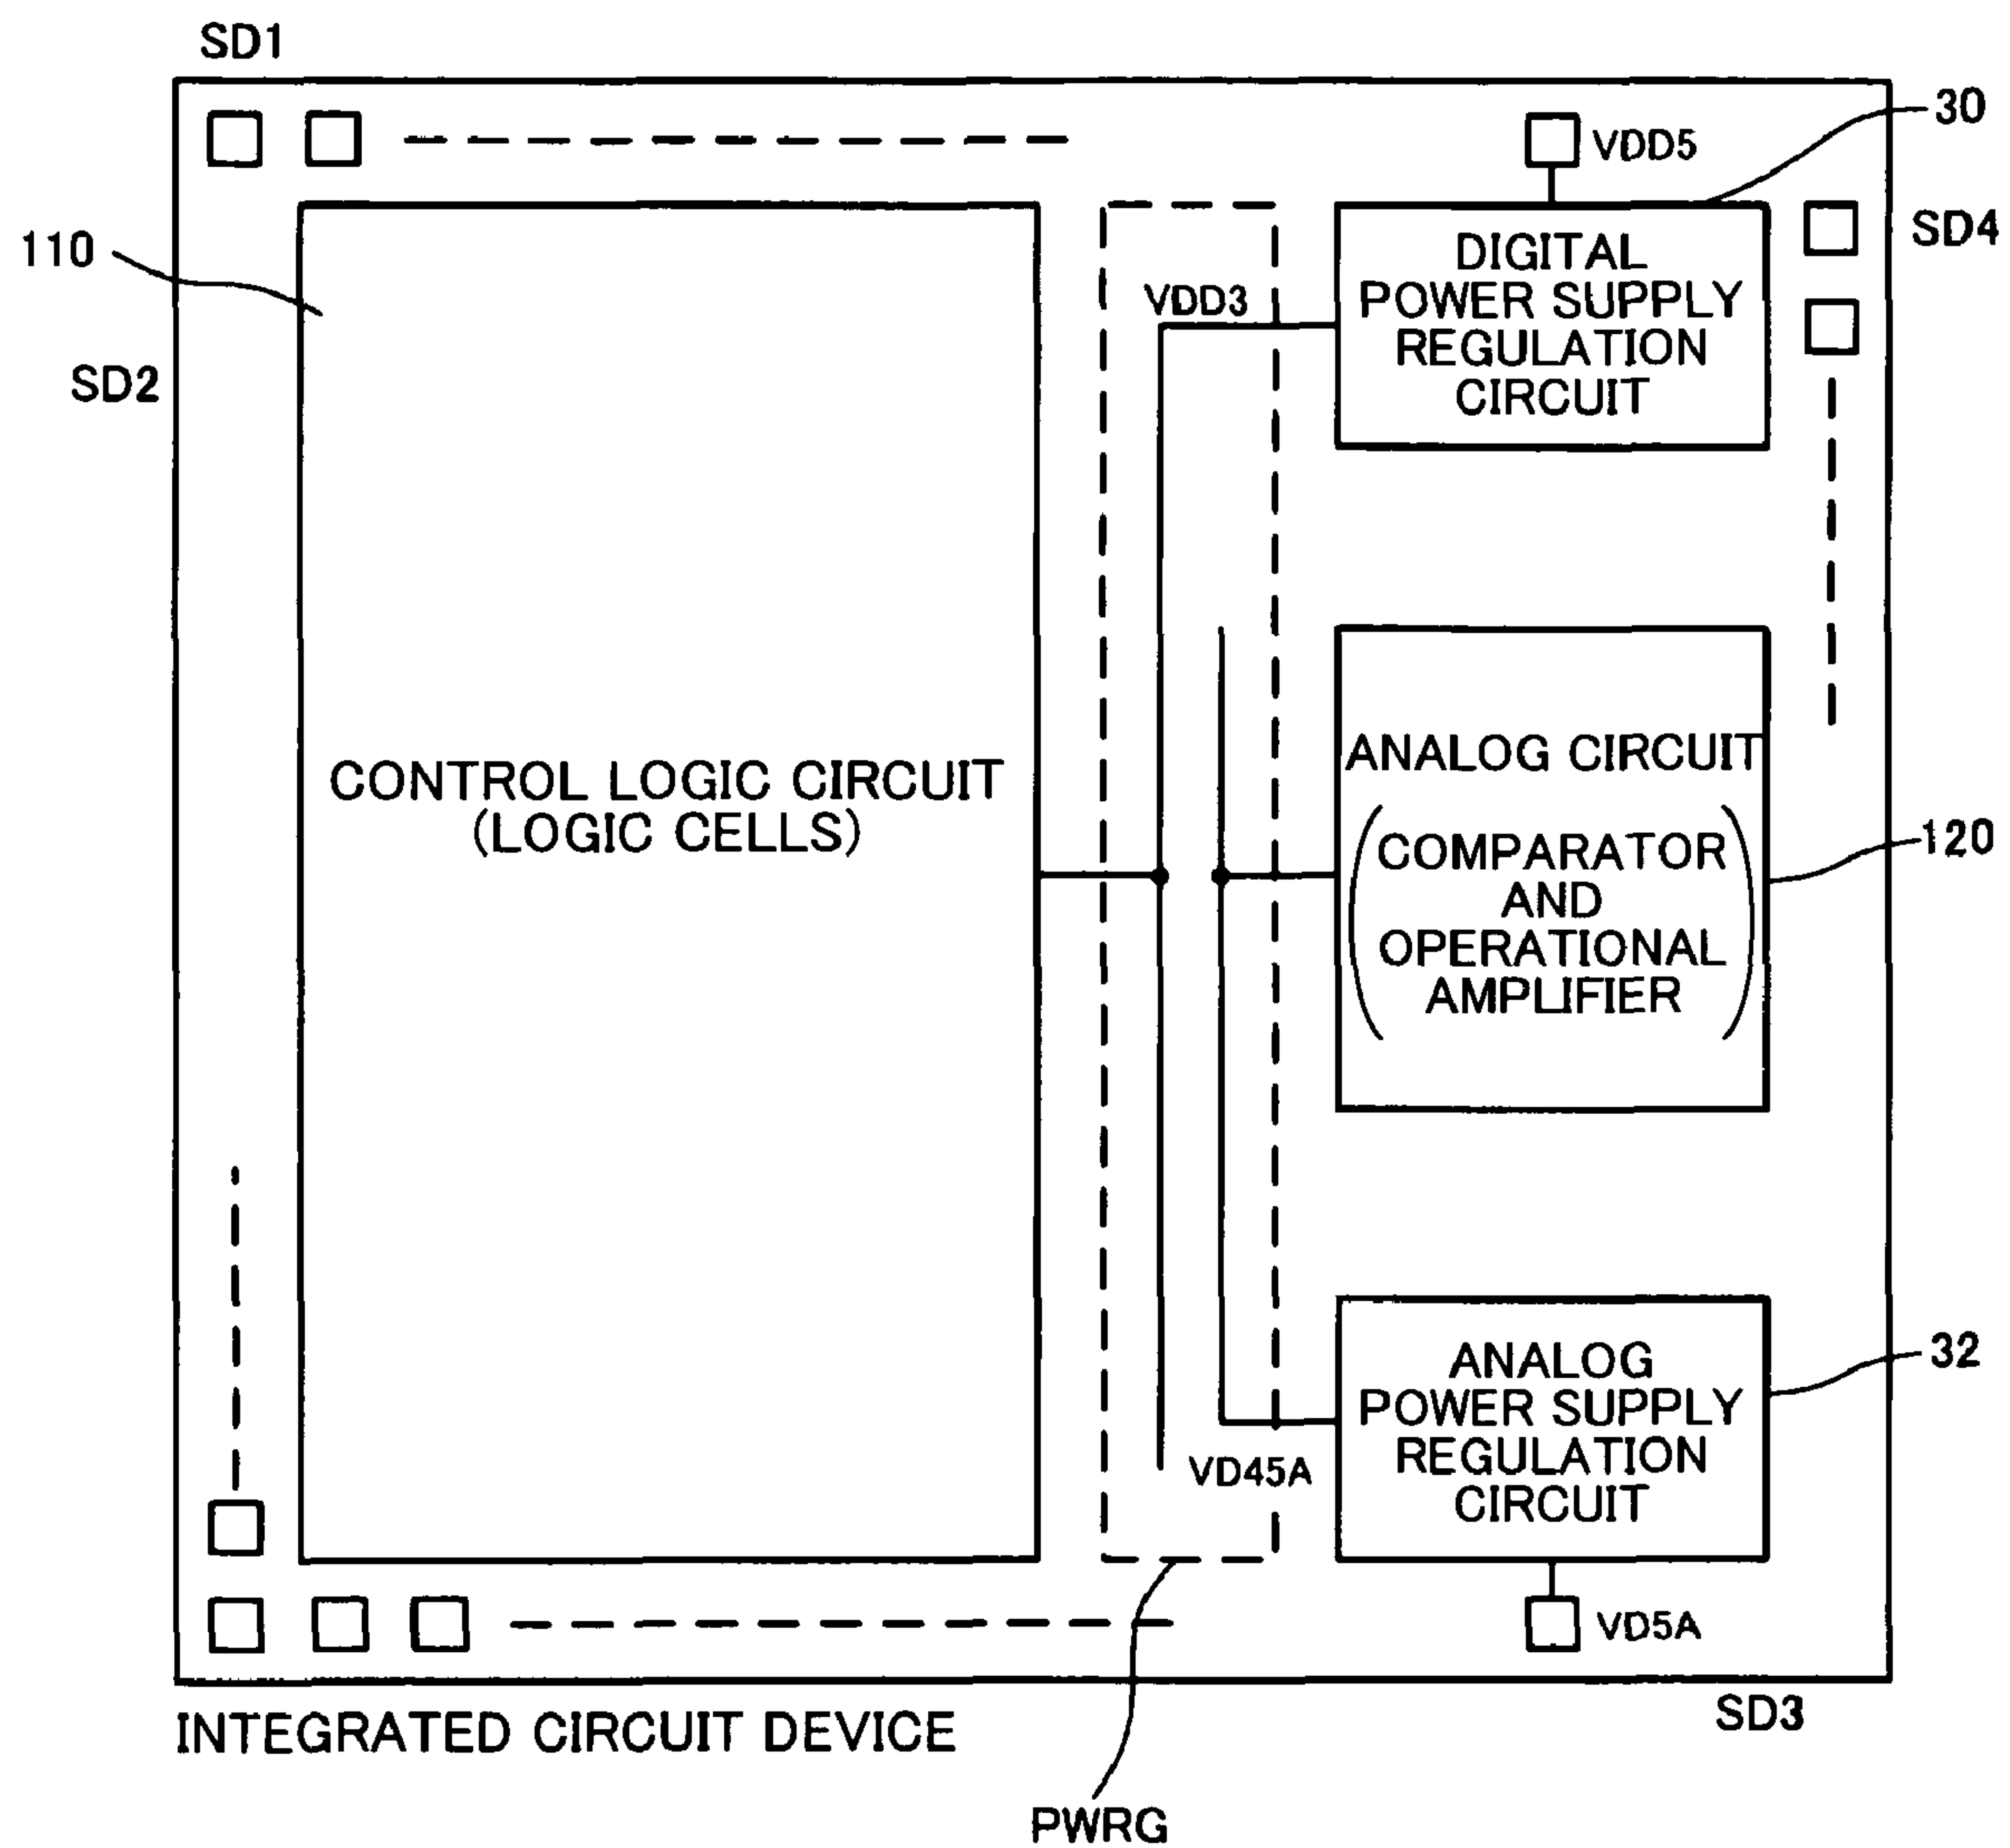 SD1
30
VDD5
110
DIGITAL
POWER SUPPLY
REGULATION
CIRCUIT
SD4
VDD3
SD2
CONTROL LOGIC CIRCUIT
(LOGIC CELLS)
ANALOG CIRCUIT
COMPARATOR
AND
OPERATIONAL
AMPLIFIER
120
ANALOG
POWER SUPPLY
REGULATION
CIRCUIT
32
VD45A
VD5A
SD3
INTEGRATED CIRCUIT DEVICE
PWRG